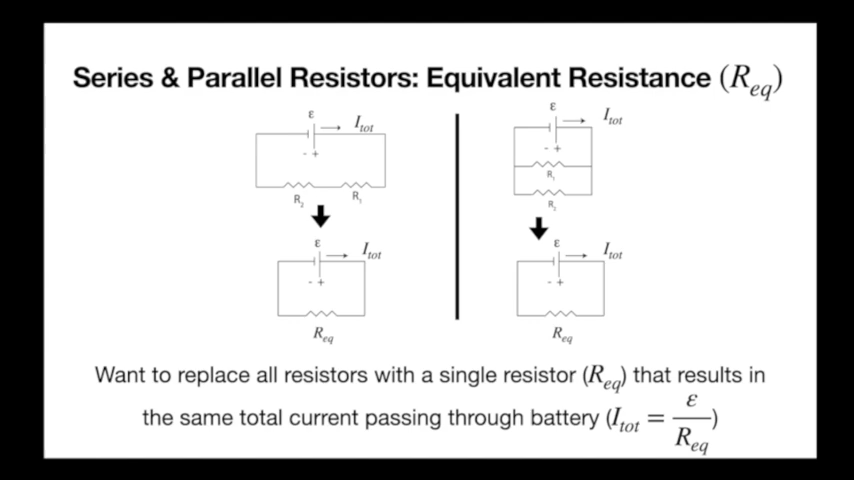 Series & Parallel Resistors: Equivalent Resistance (R_eq)
ε
I_tot
- +
R_2
R_1
ε
I_tot
- +
R_eq
ε
I_tot
- +
R_1
R_2
ε
I_tot
- +
R_eq
Want to replace all resistors with a single resistor (R_eq) that results in
the same total current passing through battery (I_tot = ε / R_eq)